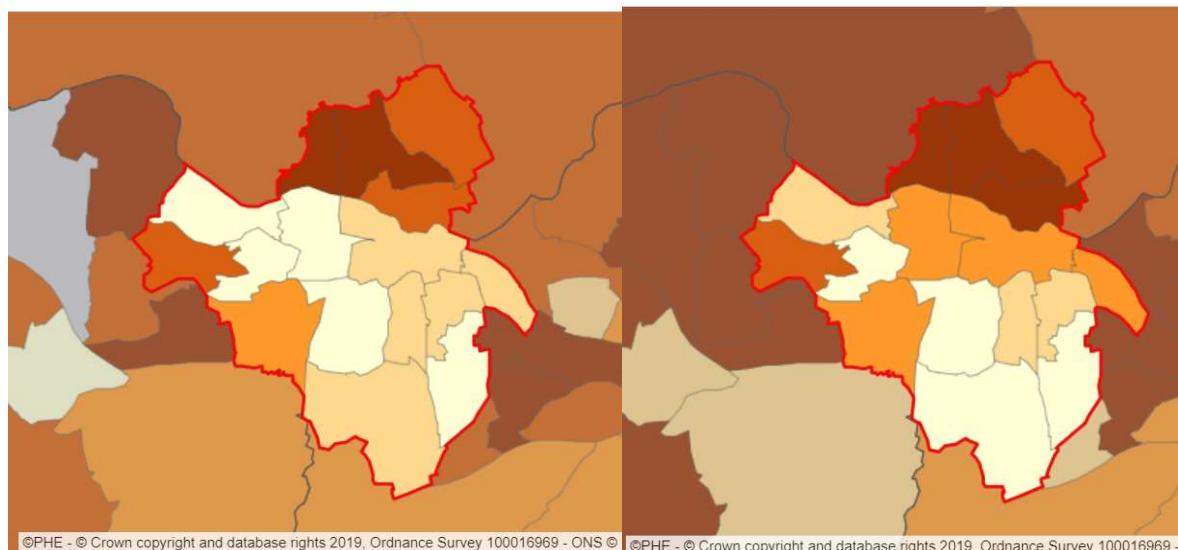 ©PHE - © Crown copyright and database rights 2019, Ordnance Survey 100016969 - ONS ©
©PHE - © Crown copyright and database rights 2019, Ordnance Survey 100016969 -